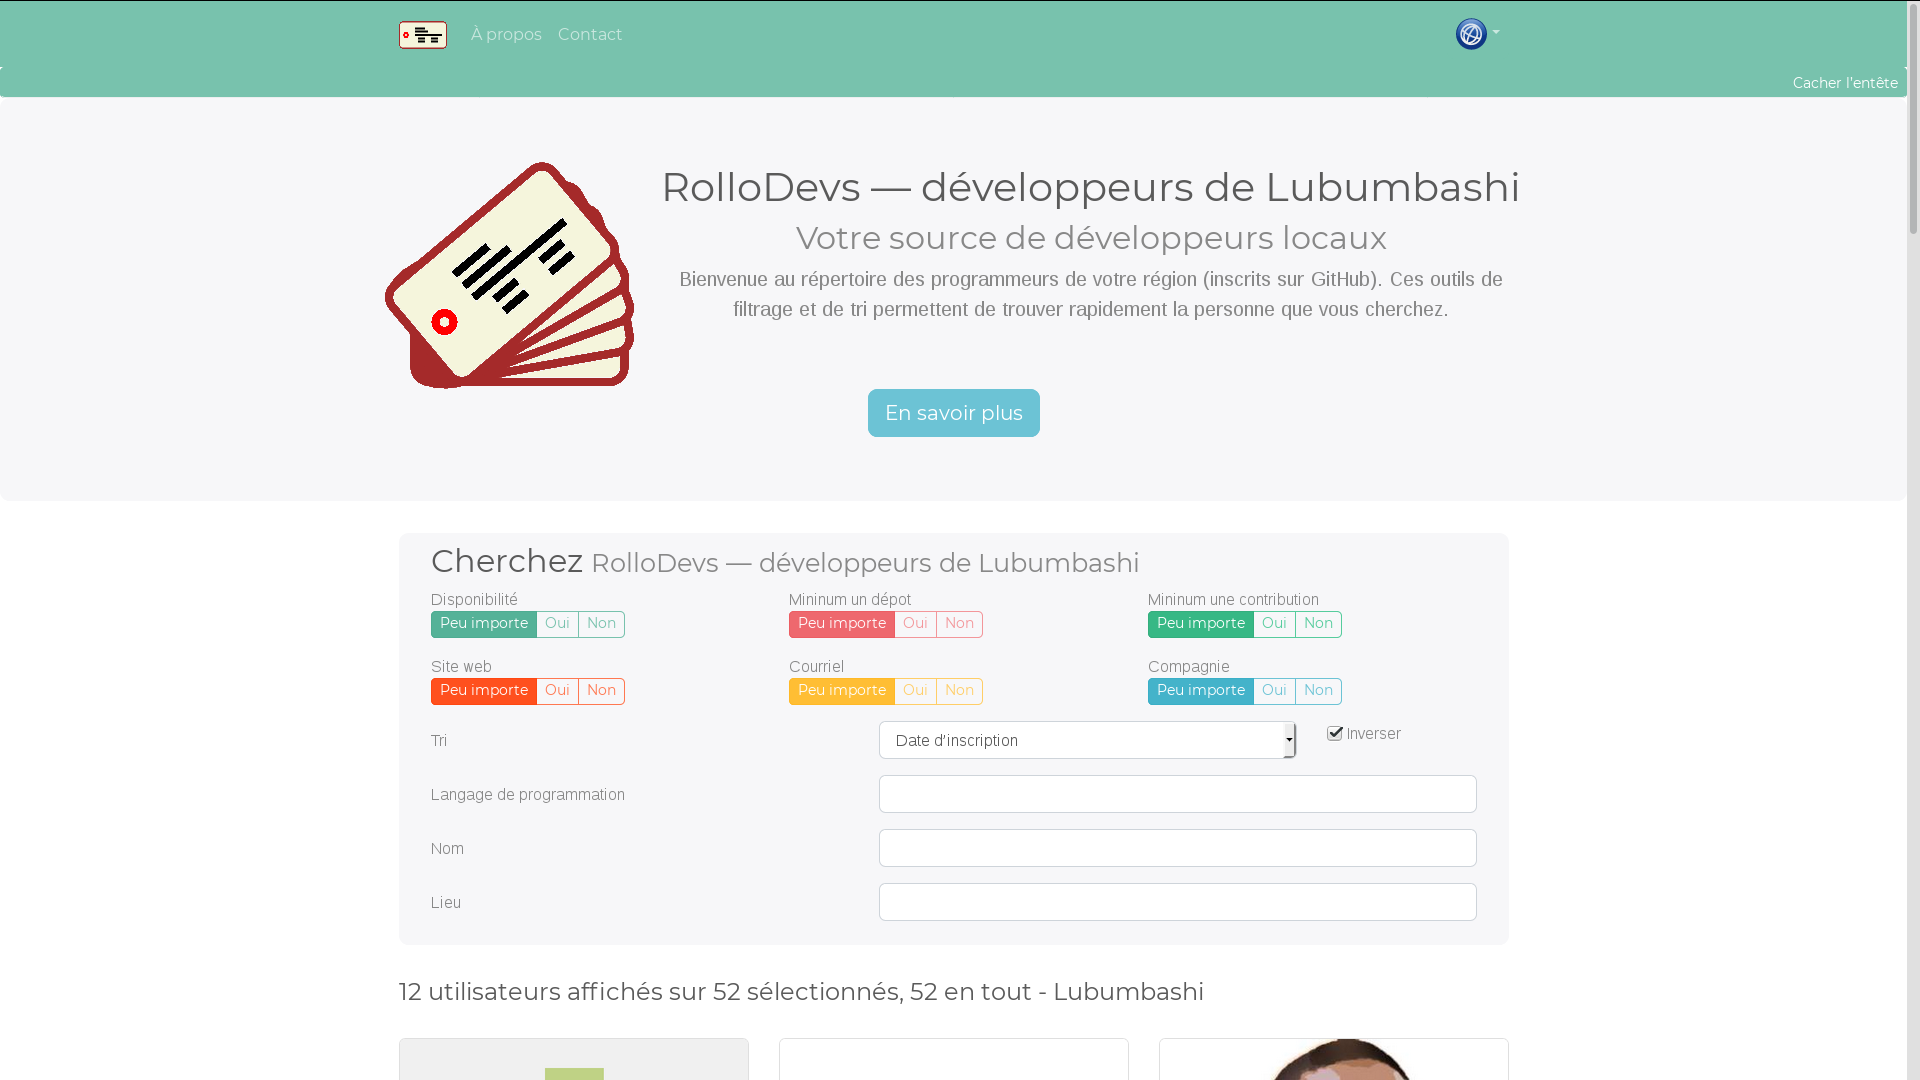 À propos Contact
Cacher l'entête
RolloDevs — développeurs de Lubumbashi
Votre source de développeurs locaux
Bienvenue au répertoire des programmeurs de votre région (inscrits sur GitHub). Ces outils de
filtrage et de tri permettent de trouver rapidement la personne que vous cherchez.
En savoir plus
Cherchez RolloDevs — développeurs de Lubumbashi
Disponibilité Mininum un dépot Mininum une contribution
Peu importe Oui Non Peu importe Oui Non Peu importe Oui Non
Site web Courriel Compagnie
Peu importe Oui Non Peu importe Oui Non Peu importe Oui Non
Tri Date d'inscription Inverser
Langage de programmation
Nom
Lieu
12 utilisateurs affichés sur 52 sélectionnés, 52 en tout - Lubumbashi